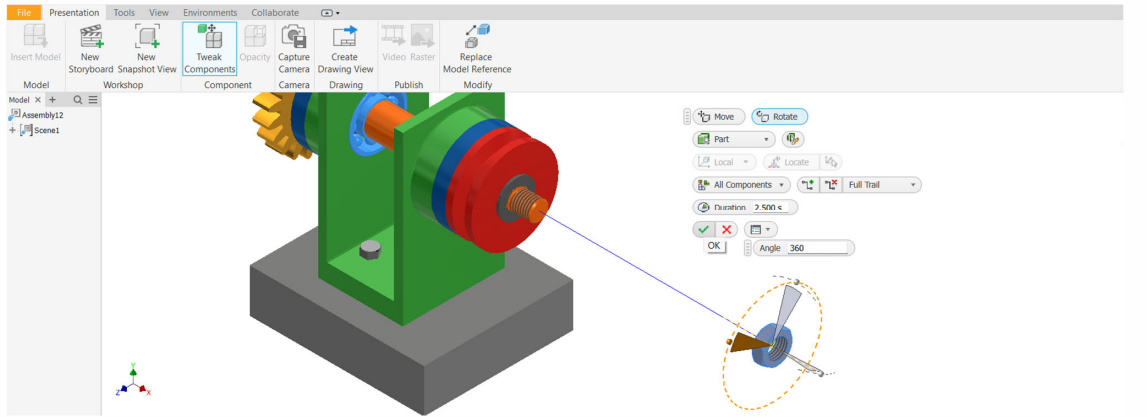 File Presentation Tools View Environments Collaborate
Insert Model New Storyboard New Snapshot View Tweak Components Opacity Capture Camera Create Drawing View Video Raster Replace Model Reference
Model Workshop Component Camera Drawing Publish Modify
Model × +
Assembly12
+ Scene1
Move Rotate
Part
Local Locate
All Components Full Trail
Duration 2.500 s
OK
Angle 360
Y
Z X